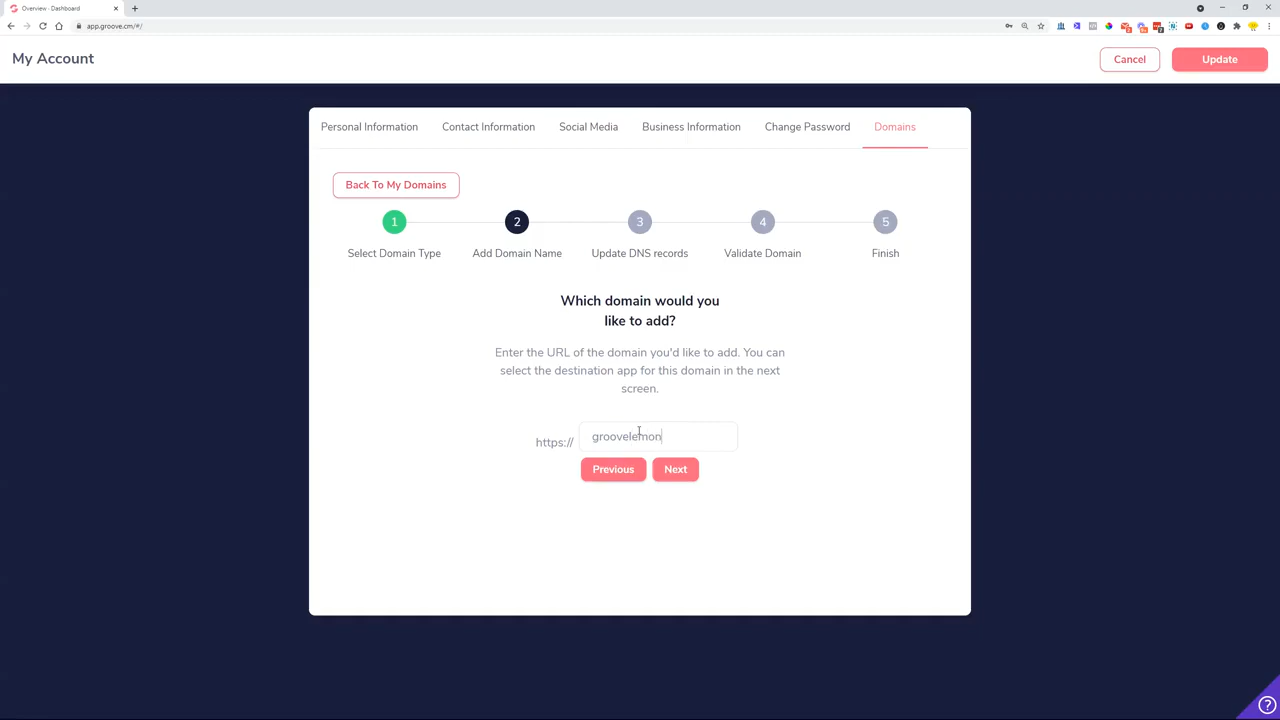 Overview - Dashboard
app.groove.cm/#/
My Account
Cancel
Update
Personal Information
Contact Information
Social Media
Business Information
Change Password
Domains
Back To My Domains
1
2
3
4
5
Select Domain Type
Add Domain Name
Update DNS records
Validate Domain
Finish
Which domain would you
like to add?
Enter the URL of the domain you'd like to add. You can
select the destination app for this domain in the next
screen.
https://
groovelemon
Previous
Next
?